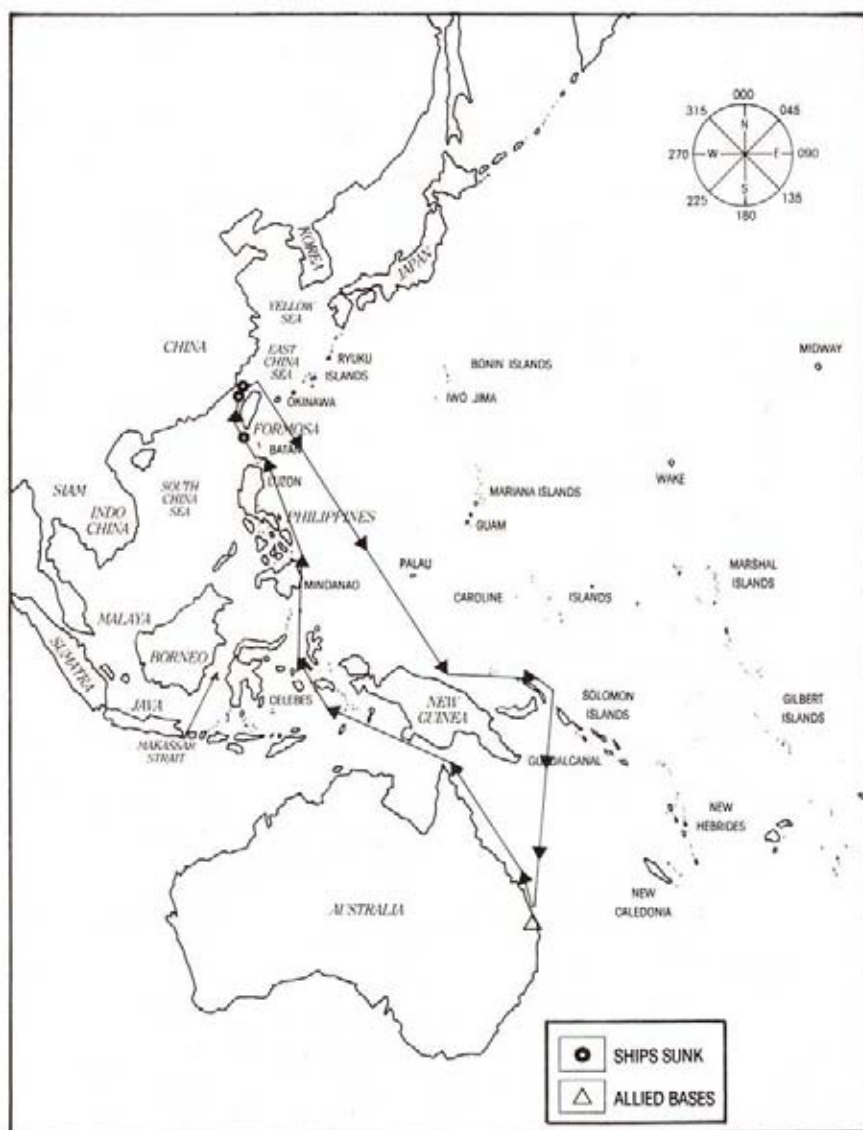 000
315
045
N
270
W
E
090
S
225
135
180
KOREA
JAPAN
YELLOW
SEA
CHINA
EAST
CHINA
SEA
RYUKU
ISLANDS
BONIN ISLANDS
MIDWAY
OKINAWA
IWO JIMA
FORMOSA
BATAN
LUZON
SIAM
INDO
CHINA
SOUTH
CHINA
SEA
MARIANA ISLANDS
WAKE
PHILIPPINES
GUAM
PALAU
MARSHAL
ISLANDS
MINDANAO
CAROLINE
ISLANDS
MALAYA
BORNEO
SUMATRA
CELEBES
NEW
GUINEA
SOLOMON
ISLANDS
GILBERT
ISLANDS
JAVA
MAKASSAR
STRAIT
GUADALCANAL
NEW
HEBRIDES
AUSTRALIA
NEW
CALEDONIA
SHIPS SUNK
ALLIED BASES